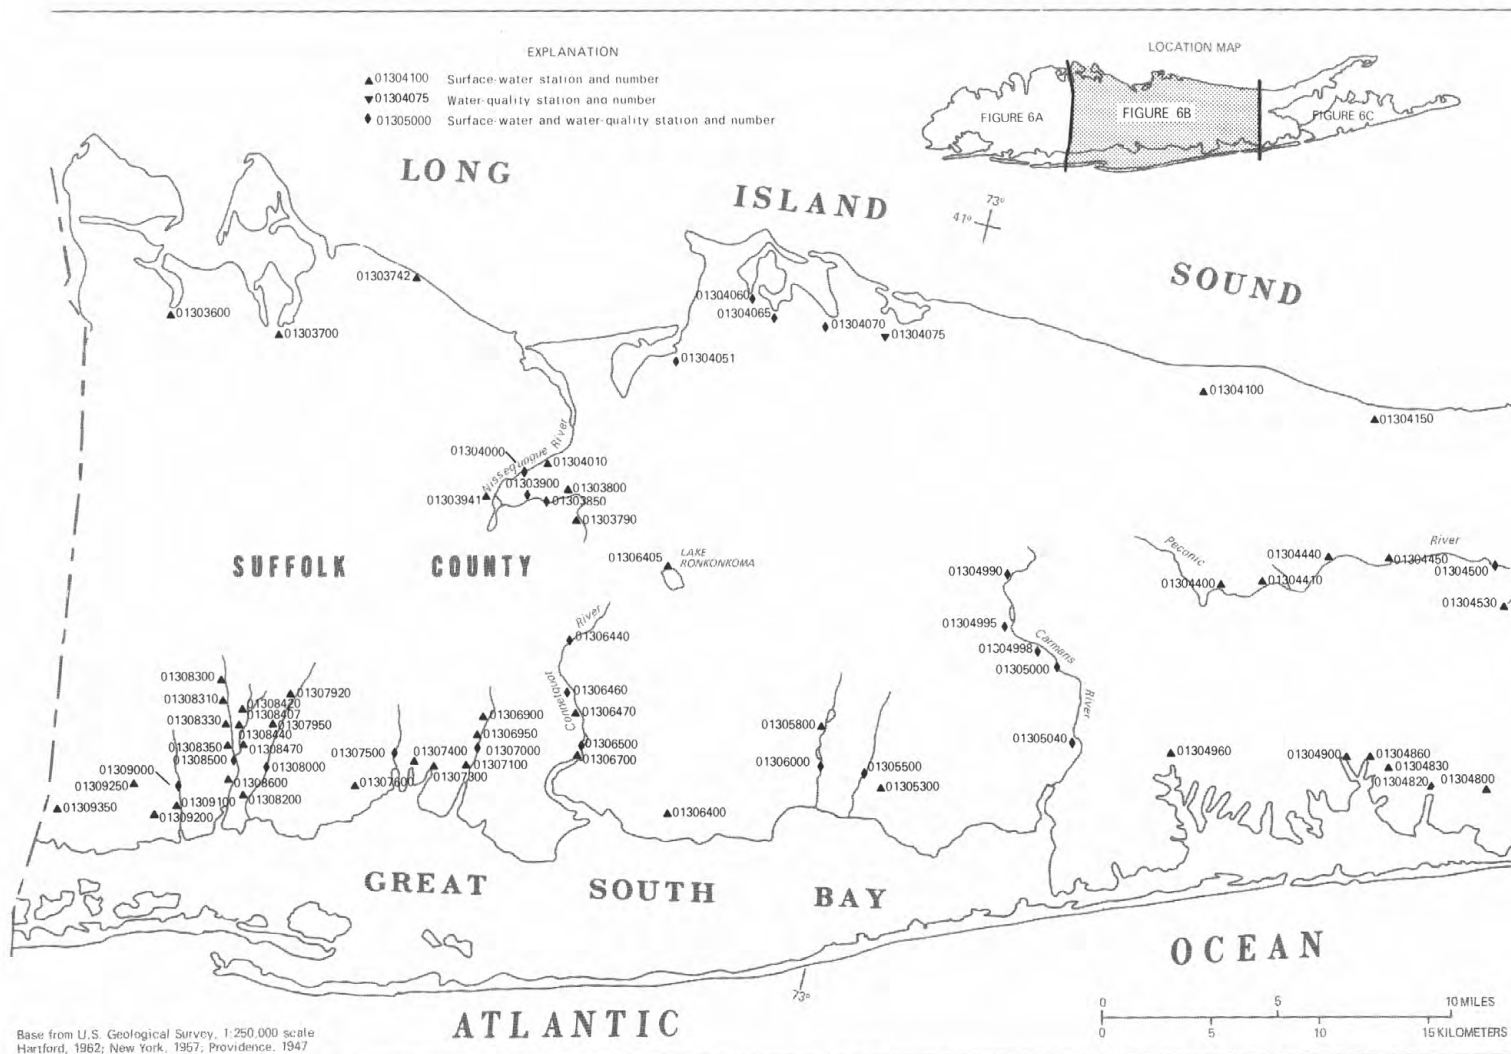 EXPLANATION
01304100 Surface-water station and number
01304075 Water-quality station and number
01305000 Surface-water and water-quality station and number
LOCATION MAP
FIGURE 6A
FIGURE 6B
FIGURE 6C
LONG
ISLAND
SOUND
73°
41°
01303742
01303600
01303700
01304060
01304065
01304070
01304075
01304051
01304100
01304150
Nissequogue River
01304000
01304010
01303900
01303800
01303941
01303850
01303790
SUFFOLK COUNTY
01306405
LAKE
RONKONKOMA
Peconic
River
01304440
01304450
01304500
01304400
01304410
01304530
01304990
01304995
01304998
01305000
Carmans
River
01305040
Connetquot
River
01306440
01306460
01306470
01306500
01306700
01306400
01308300
01308310
01308330
01308350
01308500
01308420
01308407
01308440
01308470
01307920
01307950
01308000
01308600
01308200
01309000
01309250
01309350
01309100
01309200
01307500
01307600
01307400
01307300
01307100
01307000
01306950
01306900
01305800
01306000
01305500
01305300
01304960
01304900
01304860
01304830
01304820
01304800
GREAT SOUTH BAY
73°
ATLANTIC
OCEAN
0 5 10 MILES
0 5 10 15 KILOMETERS
Base from U.S. Geological Survey, 1:250,000 scale
Hartford, 1962; New York, 1957; Providence, 1947